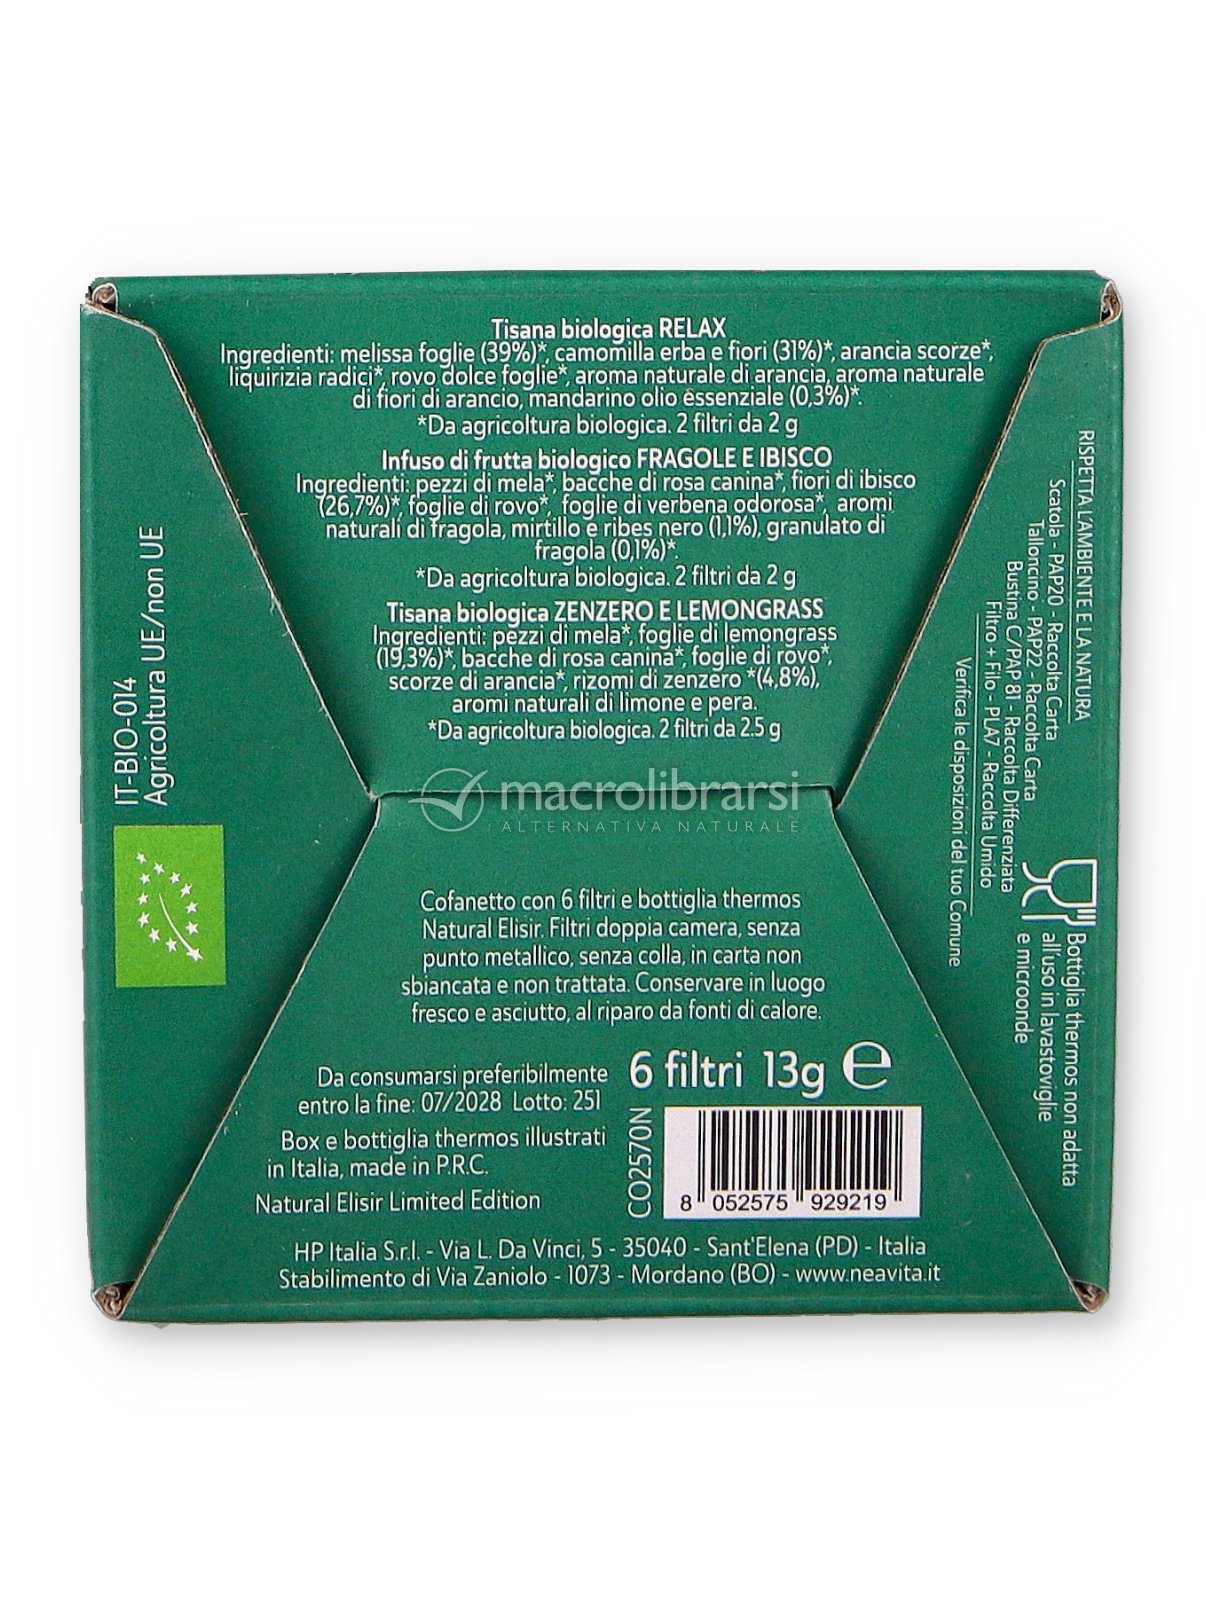 Tisana biologica RELAX
Ingredienti: melissa foglie (39%)*, camomilla erba e fiori (31%)*, arancia scorze*,
liquirizia radici*, rovo dolce foglie*, aroma naturale di arancia, aroma naturale
di fiori di arancio, mandarino olio essenziale (0,3%)*.
*Da agricoltura biologica. 2 filtri da 2 g
Infuso di frutta biologico FRAGOLE E IBISCO
Ingredienti: pezzi di mela*, bacche di rosa canina*, fiori di ibisco
(26,7%)*, foglie di rovo*, foglie di verbena odorosa*, aromi
naturali di fragola, mirtillo e ribes nero (1,1%), granulato di
fragola (0,1%)*.
*Da agricoltura biologica. 2 filtri da 2 g
Tisana biologica ZENZERO E LEMONGRASS
Ingredienti: pezzi di mela*, foglie di lemongrass
(19,3%)*, bacche di rosa canina*, foglie di rovo*,
scorze di arancia*, rizomi di zenzero *(4,8%),
aromi naturali di limone e pera.
*Da agricoltura biologica. 2 filtri da 2.5 g
macrolibrarsi
ALTERNATIVA NATURALE
IT-BIO-014
Agricoltura UE/non UE
RISPETTA L'AMBIENTE E LA NATURA
Scatola - PAP20 - Raccolta Carta
Talloncino - PAP22 - Raccolta Carta
Bustina C/PAP 81 - Raccolta Differenziata
Filtro + Filo - PLA7 - Raccolta Umido
Verifica le disposizioni del tuo Comune
Bottiglia thermos non adatta
all'uso in lavastoviglie
e microonde
Cofanetto con 6 filtri e bottiglia thermos
Natural Elisir. Filtri doppia camera, senza
punto metallico, senza colla, in carta non
sbiancata e non trattata. Conservare in luogo
fresco e asciutto, al riparo da fonti di calore.
Da consumarsi preferibilmente
entro la fine: 07/2028 Lotto: 251
6 filtri 13g ℮
Box e bottiglia thermos illustrati
in Italia, made in P.R.C.
Natural Elisir Limited Edition
CO2570N
8 052575 929219
HP Italia S.r.l. - Via L. Da Vinci, 5 - 35040 - Sant'Elena (PD) - Italia
Stabilimento di Via Zaniolo - 1073 - Mordano (BO) - www.neavita.it